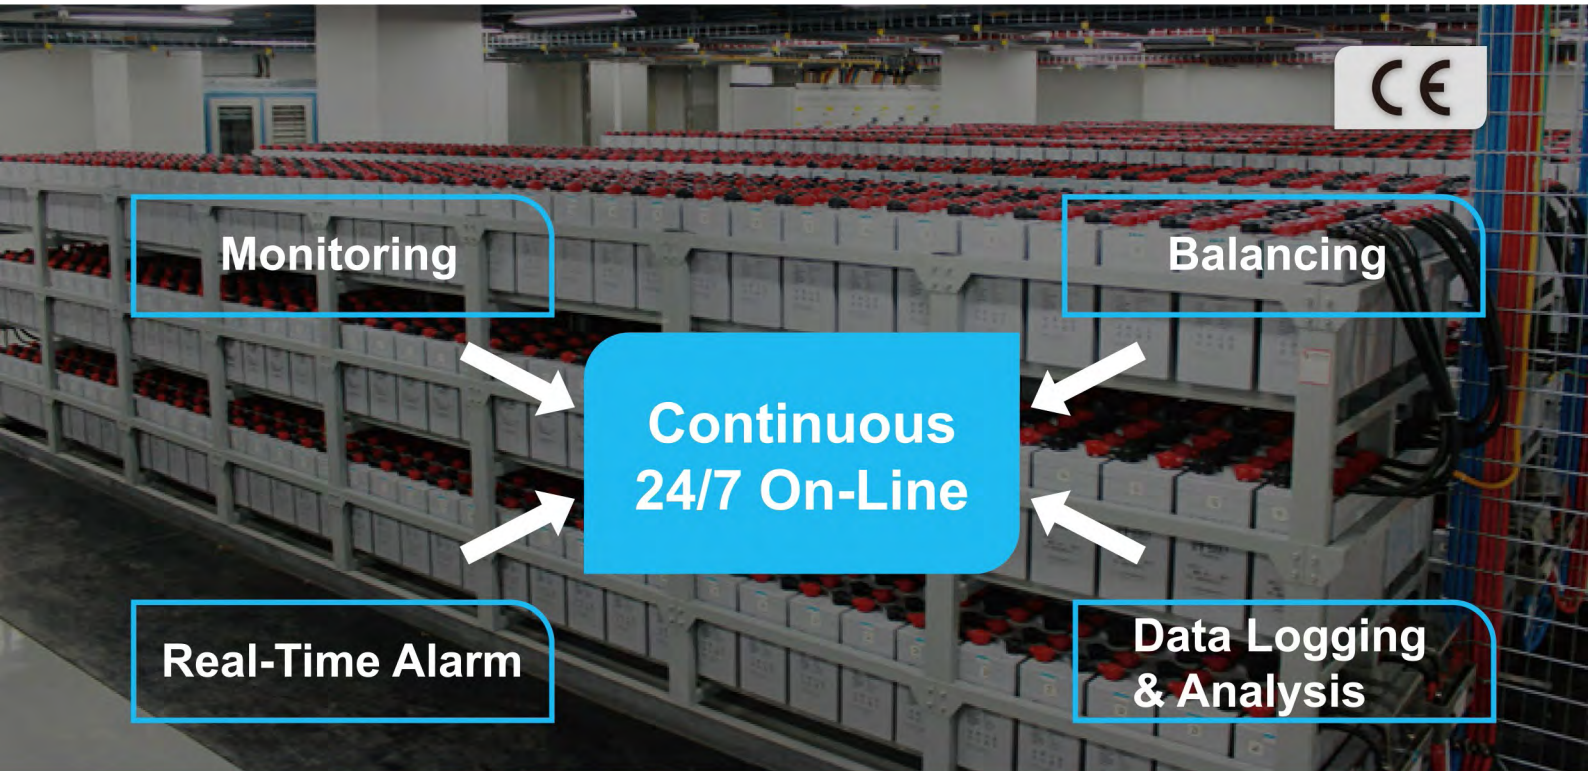 CE
Monitoring
Balancing
Continuous
24/7 On-Line
Real-Time Alarm
Data Logging
& Analysis